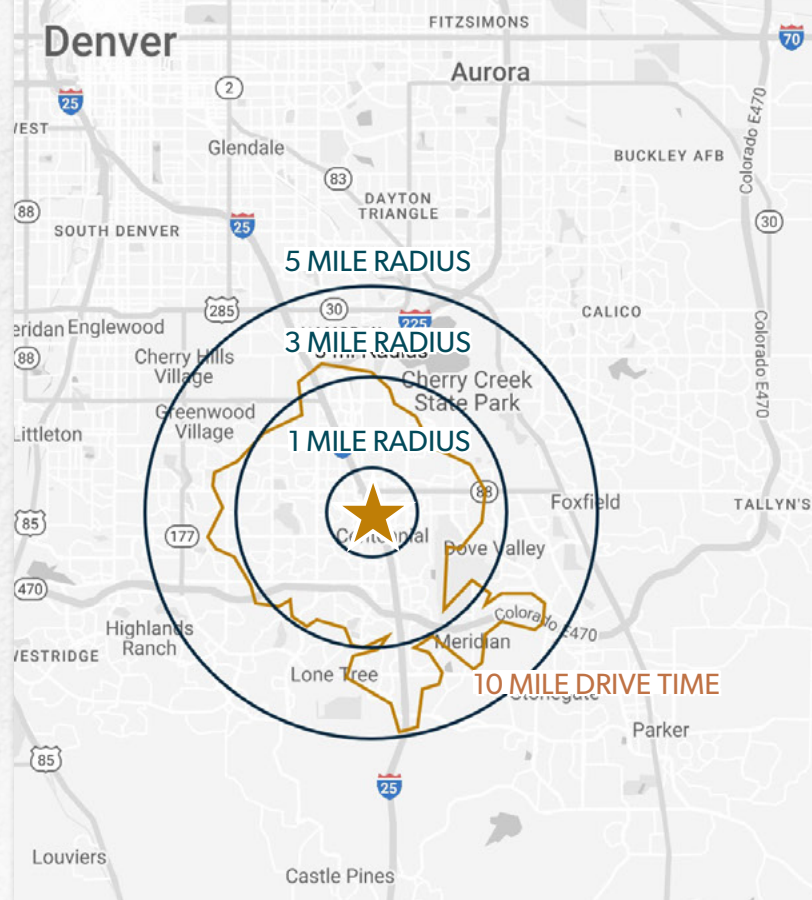 FITZSIMONS
Denver
70
Aurora
2
25
/EST
Glendale
BUCKLEY AFB
Colorado E470
83
DAYTON
TRIANGLE
88
30
SOUTH DENVER
25
5 MILE RADIUS
285
30
CALICO
225
eridan
Englewood
3 MILE RADIUS
Colorado E470
88
Cherry Hills
Village
Cherry Creek
State Park
Greenwood
Village
Littleton
1 MILE RADIUS
88
Foxfield
TALLYN'S
85
177
Centennial
Dove Valley
470
Colorado E470
Highlands
Ranch
Meridian
/ESTRIDGE
Lone Tree
10 MILE DRIVE TIME
Stonegate
Parker
85
25
Louviers
Castle Pines